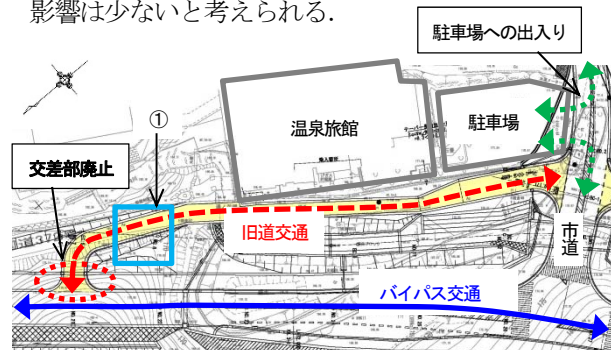 影響は少ないと考えられる．
駐車場への出入り
①
温泉旅館
駐車場
交差部廃止
旧道交通
市道
バイパス交通